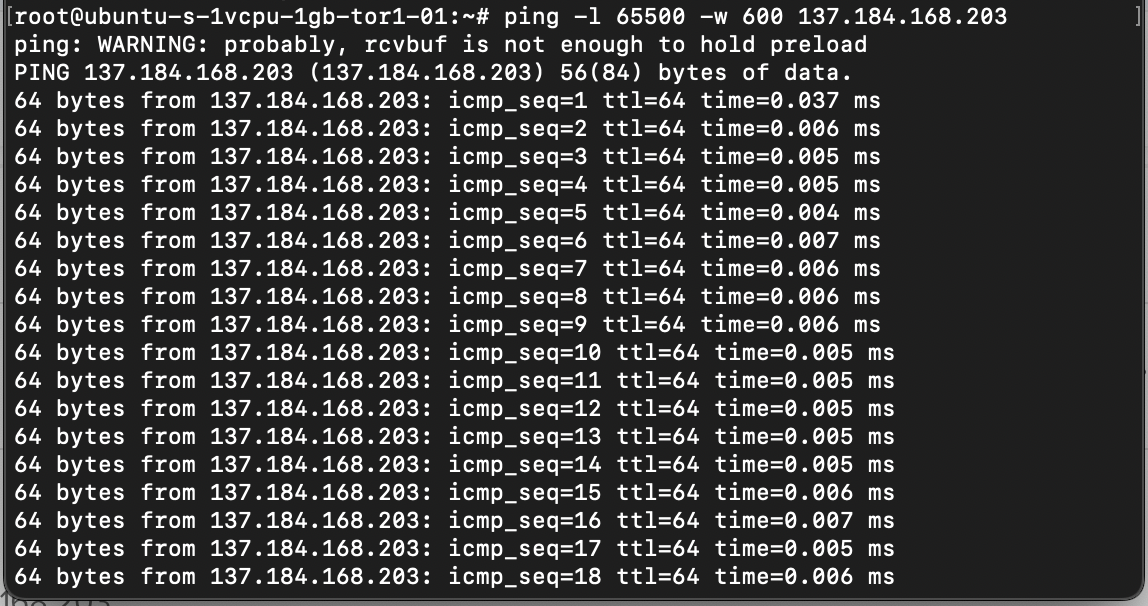 [root@ubuntu-s-1vcpu-1gb-tor1-01:~# ping -l 65500 -w 600 137.184.168.203 ]
ping: WARNING: probably, rcvbuf is not enough to hold preload
PING 137.184.168.203 (137.184.168.203) 56(84) bytes of data.
64 bytes from 137.184.168.203: icmp_seq=1 ttl=64 time=0.037 ms
64 bytes from 137.184.168.203: icmp_seq=2 ttl=64 time=0.006 ms
64 bytes from 137.184.168.203: icmp_seq=3 ttl=64 time=0.005 ms
64 bytes from 137.184.168.203: icmp_seq=4 ttl=64 time=0.005 ms
64 bytes from 137.184.168.203: icmp_seq=5 ttl=64 time=0.004 ms
64 bytes from 137.184.168.203: icmp_seq=6 ttl=64 time=0.007 ms
64 bytes from 137.184.168.203: icmp_seq=7 ttl=64 time=0.006 ms
64 bytes from 137.184.168.203: icmp_seq=8 ttl=64 time=0.006 ms
64 bytes from 137.184.168.203: icmp_seq=9 ttl=64 time=0.006 ms
64 bytes from 137.184.168.203: icmp_seq=10 ttl=64 time=0.005 ms
64 bytes from 137.184.168.203: icmp_seq=11 ttl=64 time=0.005 ms
64 bytes from 137.184.168.203: icmp_seq=12 ttl=64 time=0.005 ms
64 bytes from 137.184.168.203: icmp_seq=13 ttl=64 time=0.005 ms
64 bytes from 137.184.168.203: icmp_seq=14 ttl=64 time=0.005 ms
64 bytes from 137.184.168.203: icmp_seq=15 ttl=64 time=0.006 ms
64 bytes from 137.184.168.203: icmp_seq=16 ttl=64 time=0.007 ms
64 bytes from 137.184.168.203: icmp_seq=17 ttl=64 time=0.005 ms
64 bytes from 137.184.168.203: icmp_seq=18 ttl=64 time=0.006 ms